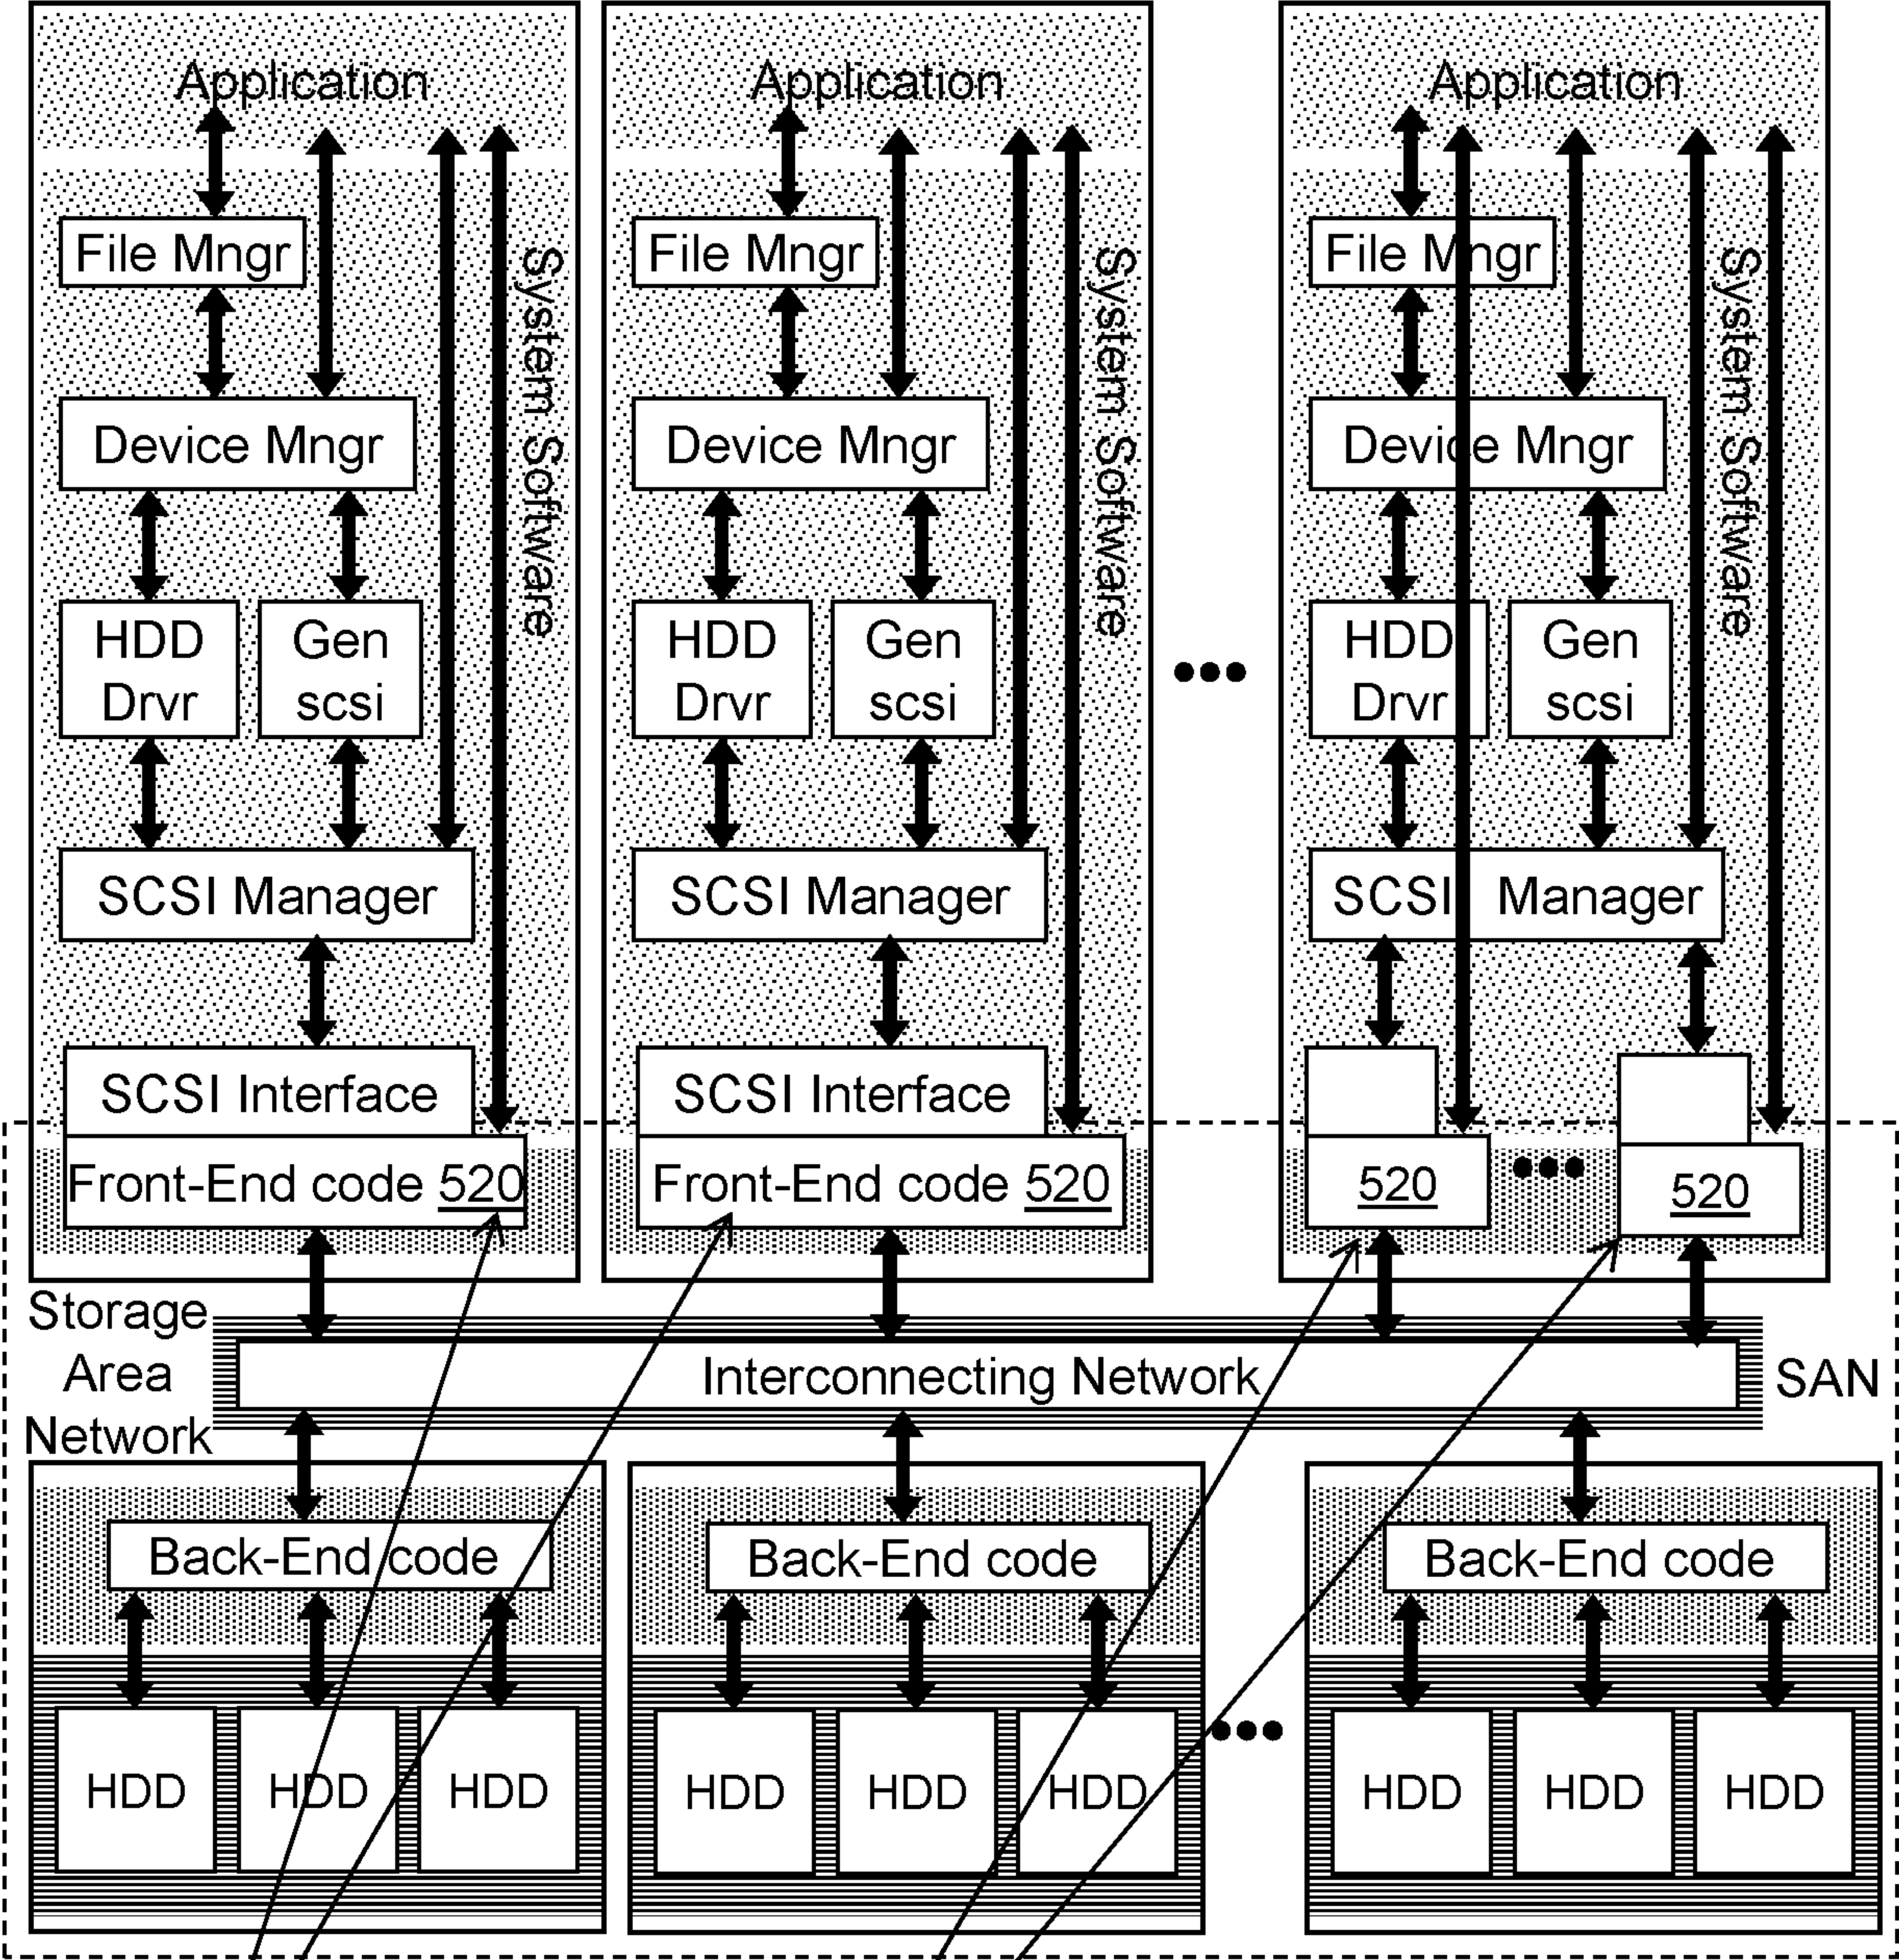 Application
File Mngr
Device Mngr
HDD
Drvr
Gen
scsi
SCSI Manager
SCSI Interface
Front-End code 520
System Software
Application
File Mngr
Device Mngr
HDD
Drvr
Gen
scsi
SCSI Manager
SCSI Interface
Front-End code 520
System Software
Application
File Mngr
Device Mngr
HDD
Drvr
Gen
scsi
SCSI Manager
520
520
System Software
Storage
Area
Network
Interconnecting Network
SAN
Back-End code
HDD
HDD
HDD
Back-End code
HDD
HDD
HDD
Back-End code
HDD
HDD
HDD